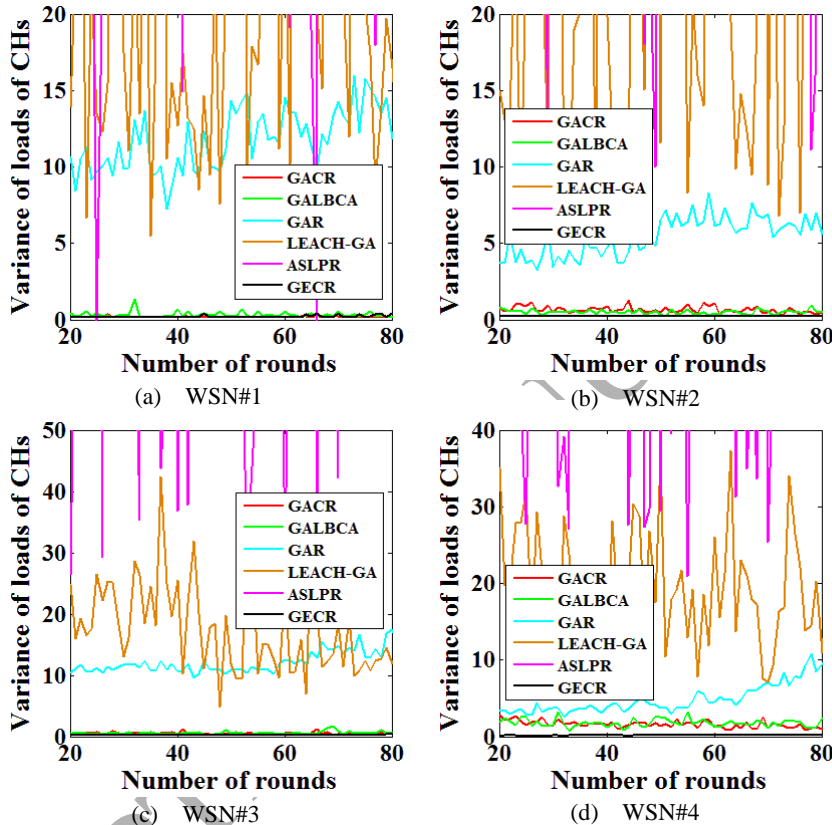 20
15
10
5
0
Variance of loads of CHs
GACR
GALBCA
GAR
LEACH-GA
ASLPR
GECR
20 40 60 80
Number of rounds
(a) WSN#1
20
15
10
5
0
Variance of loads of CHs
GACR
GALBCA
GAR
LEACH-GA
ASLPR
GECR
20 40 60 80
Number of rounds
(b) WSN#2
50
40
30
20
10
0
Variance of loads of CHs
GACR
GALBCA
GAR
LEACH-GA
ASLPR
GECR
20 40 60 80
Number of rounds
(c) WSN#3
40
30
20
10
0
Variance of loads of CHs
GACR
GALBCA
GAR
LEACH-GA
ASLPR
GECR
20 40 60 80
Number of rounds
(d) WSN#4